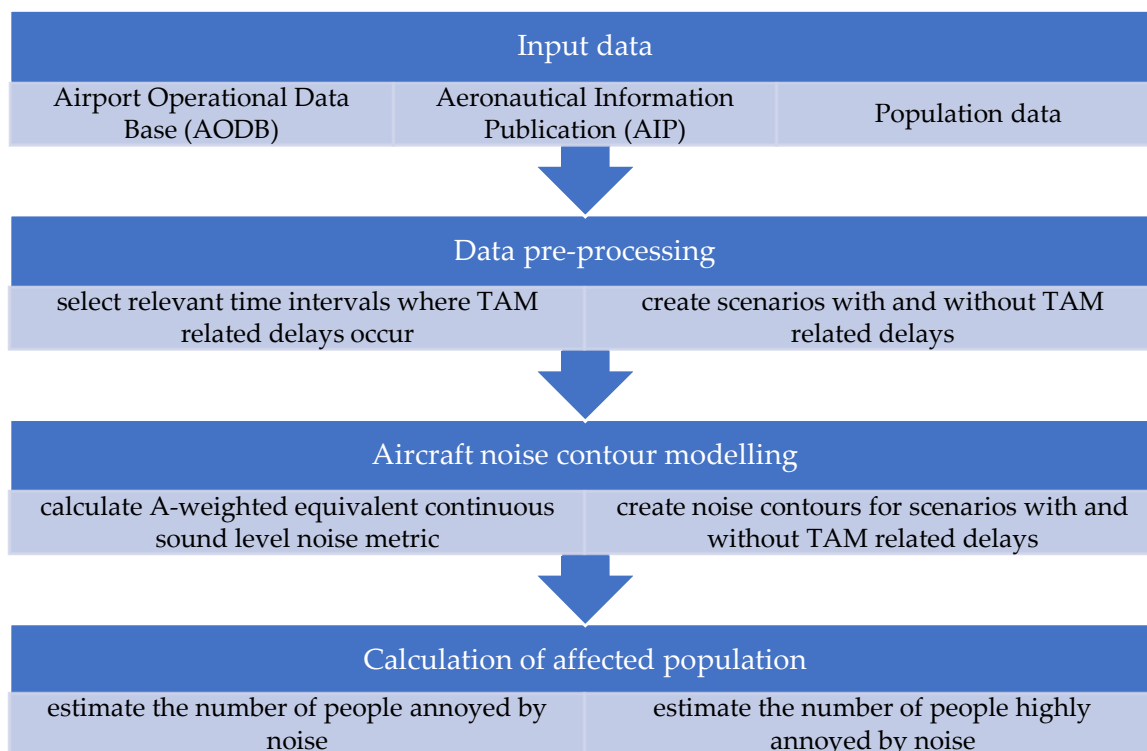 Input data
Airport Operational Data
Base (AODB)
Aeronautical Information
Publication (AIP)
Population data
Data pre-processing
select relevant time intervals where TAM
related delays occur
create scenarios with and without TAM
related delays
Aircraft noise contour modelling
calculate A-weighted equivalent continuous
sound level noise metric
create noise contours for scenarios with and
without TAM related delays
Calculation of affected population
estimate the number of people annoyed by
noise
estimate the number of people highly
annoyed by noise